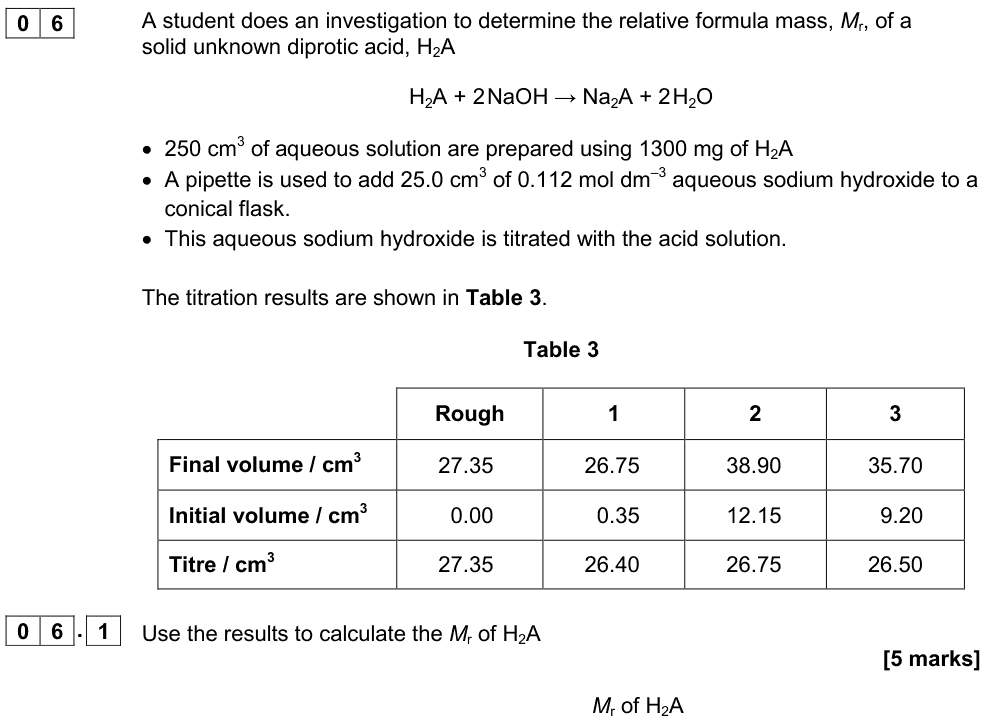 0 6 A student does an investigation to determine the relative formula mass, Mᵣ, of a
solid unknown diprotic acid, H₂A
H₂A + 2NaOH → Na₂A + 2H₂O
• 250 cm³ of aqueous solution are prepared using 1300 mg of H₂A
• A pipette is used to add 25.0 cm³ of 0.112 mol dm⁻³ aqueous sodium hydroxide to a
conical flask.
• This aqueous sodium hydroxide is titrated with the acid solution.
The titration results are shown in Table 3.
Table 3
Rough 1 2 3
Final volume / cm³ 27.35 26.75 38.90 35.70
Initial volume / cm³ 0.00 0.35 12.15 9.20
Titre / cm³ 27.35 26.40 26.75 26.50
0 6 . 1 Use the results to calculate the Mᵣ of H₂A
[5 marks]
Mᵣ of H₂A